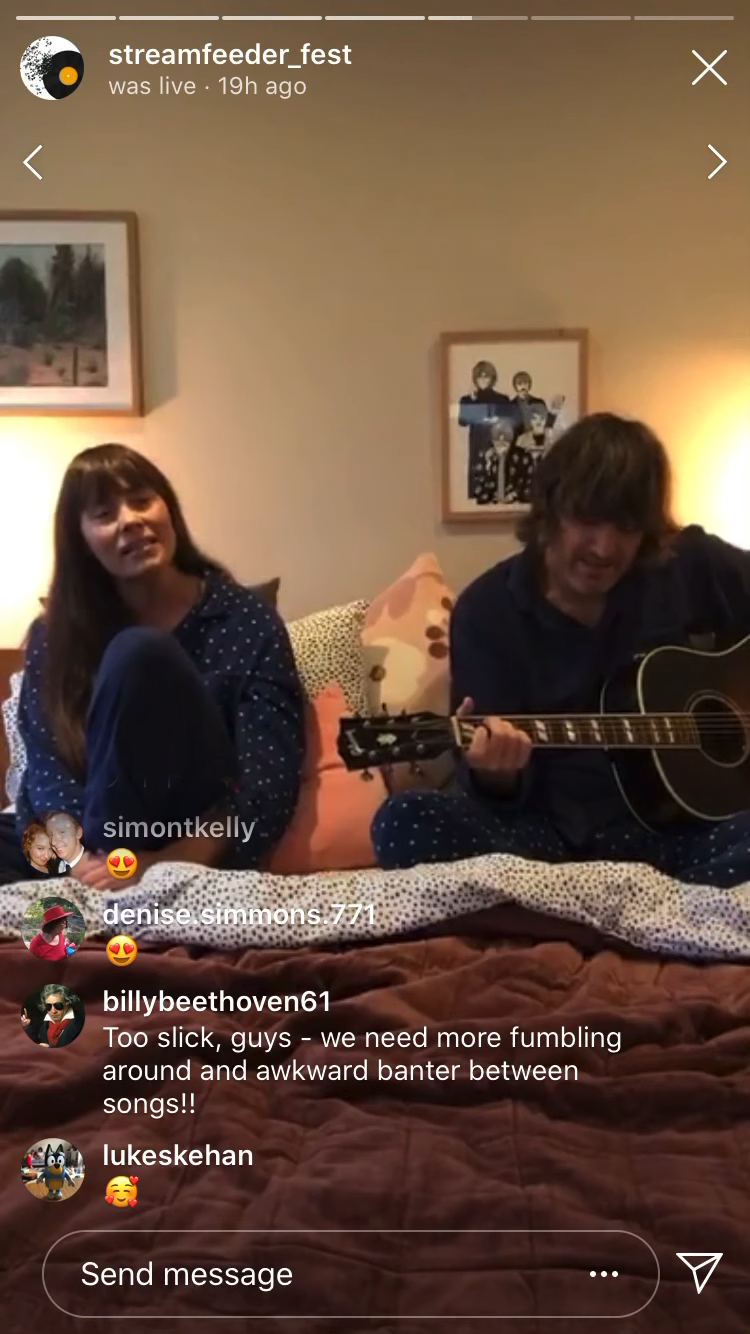 streamfeeder_fest
was live · 19h ago
simontkelly
😍
denise.simmons.771
😍
billybeethoven61
Too slick, guys - we need more fumbling
around and awkward banter between
songs!!
lukeskehan
🥰
Send message